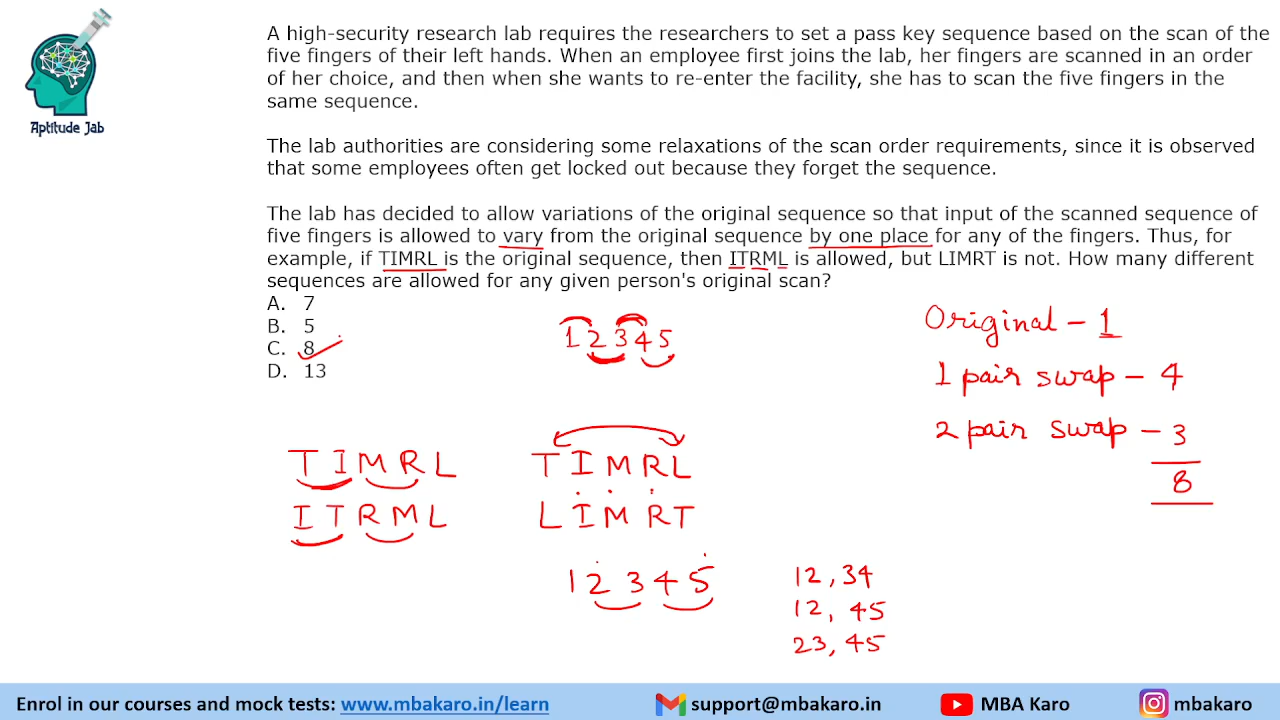 Aptitude Jab
A high-security research lab requires the researchers to set a pass key sequence based on the scan of the
five fingers of their left hands. When an employee first joins the lab, her fingers are scanned in an order
of her choice, and then when she wants to re-enter the facility, she has to scan the five fingers in the
same sequence.
The lab authorities are considering some relaxations of the scan order requirements, since it is observed
that some employees often get locked out because they forget the sequence.
The lab has decided to allow variations of the original sequence so that input of the scanned sequence of
five fingers is allowed to vary from the original sequence by one place for any of the fingers. Thus, for
example, if TIMRL is the original sequence, then ITRML is allowed, but LIMRT is not. How many different
sequences are allowed for any given person's original scan?
A. 7
B. 5
C. 8
D. 13
1 2 3 4 5
Original - 1
1 pair swap - 4
2 pair swap - 3
8
T I M R L
I T R M L
T I M R L
L I M R T
1 2 3 4 5
12, 34
12, 45
23, 45
Enrol in our courses and mock tests: www.mbakaro.in/learn
support@mbakaro.in
MBA Karo
mbakaro